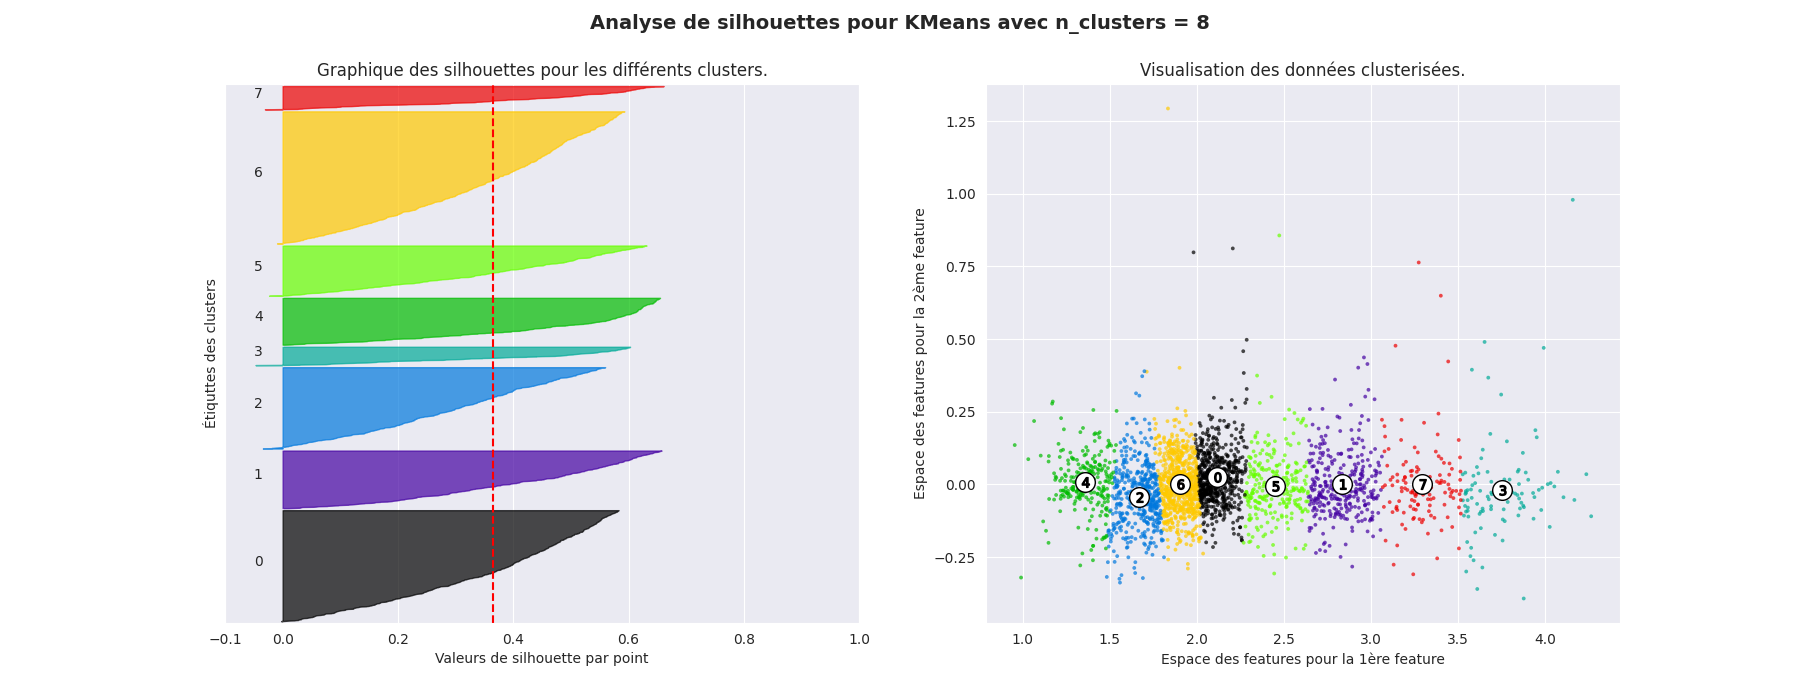 Analyse de silhouettes pour KMeans avec n_clusters = 8
Graphique des silhouettes pour les différents clusters.
Étiquttes des clusters
7
6
5
4
3
2
1
0
−0.1 0.0 0.2 0.4 0.6 0.8 1.0
Valeurs de silhouette par point
Visualisation des données clusterisées.
Espace des features pour la 2ème feature
1.25
1.00
0.75
0.50
0.25
0.00
−0.25
4 2 6 0 5 1 7 3
1.0 1.5 2.0 2.5 3.0 3.5 4.0
Espace des features pour la 1ère feature